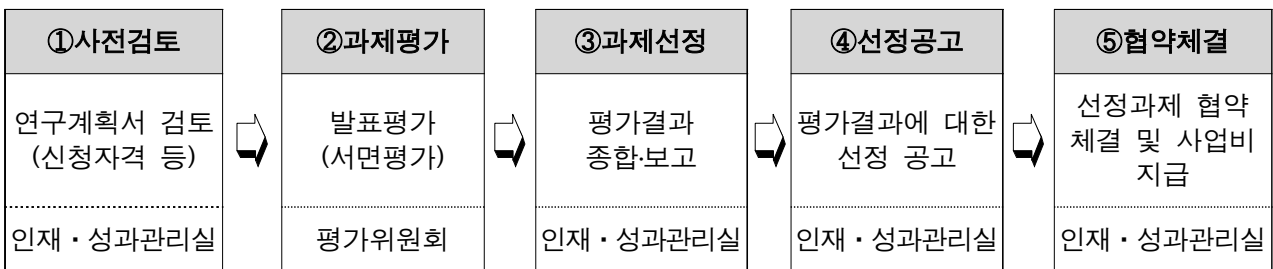 ①사전검토
연구계획서 검토
(신청자격 등)
인재・성과관리실
②과제평가
발표평가
(서면평가)
평가위원회
③과제선정
평가결과
종합·보고
인재・성과관리실
④선정공고
평가결과에 대한
선정 공고
인재・성과관리실
⑤협약체결
선정과제 협약
체결 및 사업비
지급
인재・성과관리실